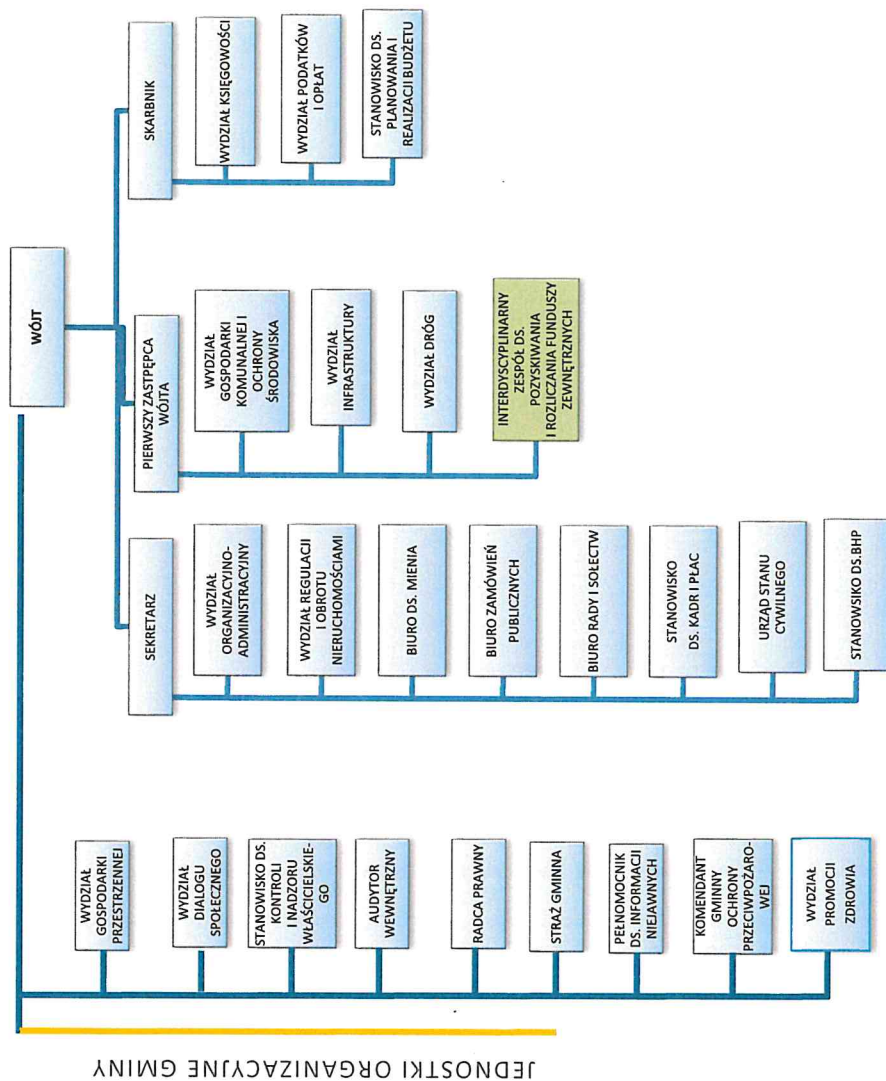 WÓJT
SEKRETARZ
PIERWSZY ZASTĘPCA
WÓJTA
SKARBNIK
WYDZIAŁ
GOSPODARKI
PRZESTRZENNEJ
WYDZIAŁ
DIALOGU
SPOŁECZNEGO
STANOWISKO DS.
KONTROLI
I NADZORU
WŁAŚCICIELSKIE-
GO
AUDYTOR
WEWNĘTRZNY
RADCA PRAWNY
STRAŻ GMINNA
PEŁNOMOCNIK
DS. INFORMACJI
NIEJAWNYCH
KOMENDANT
GMINNY
OCHRONY
PRZECIWPOŻARO-
WEJ
WYDZIAŁ
PROMOCJI
ZDROWIA
WYDZIAŁ
ORGANIZACYJNO-
ADMINISTRACYJNY
WYDZIAŁ REGULACJI
I OBROTU
NIERUCHOMOŚCIAMI
BIURO DS. MIENIA
BIURO ZAMÓWIEŃ
PUBLICZNYCH
BIURO RADY I SOŁECTW
STANOWISKO
DS. KADR I PŁAC
URZĄD STANU
CYWILNEGO
STANOWSIKO DS.BHP
WYDZIAŁ
GOSPODARKI
KOMUNALNEJ I
OCHRONY
ŚRODOWISKA
WYDZIAŁ
INFRASTRUKTURY
WYDZIAŁ DRÓG
INTERDYSCYPLINARNY
ZESPÓŁ DS.
POZYSKIWANIA
I ROZLICZANIA FUNDUSZY
ZEWNĘTRZNYCH
WYDZIAŁ KSIĘGOWOŚCI
WYDZIAŁ PODATKÓW
I OPŁAT
STANOWISKO DS.
PLANOWANIA I
REALIZACJI BUDŻETU
JEDNOSTKI ORGANIZACYJNE GMINY